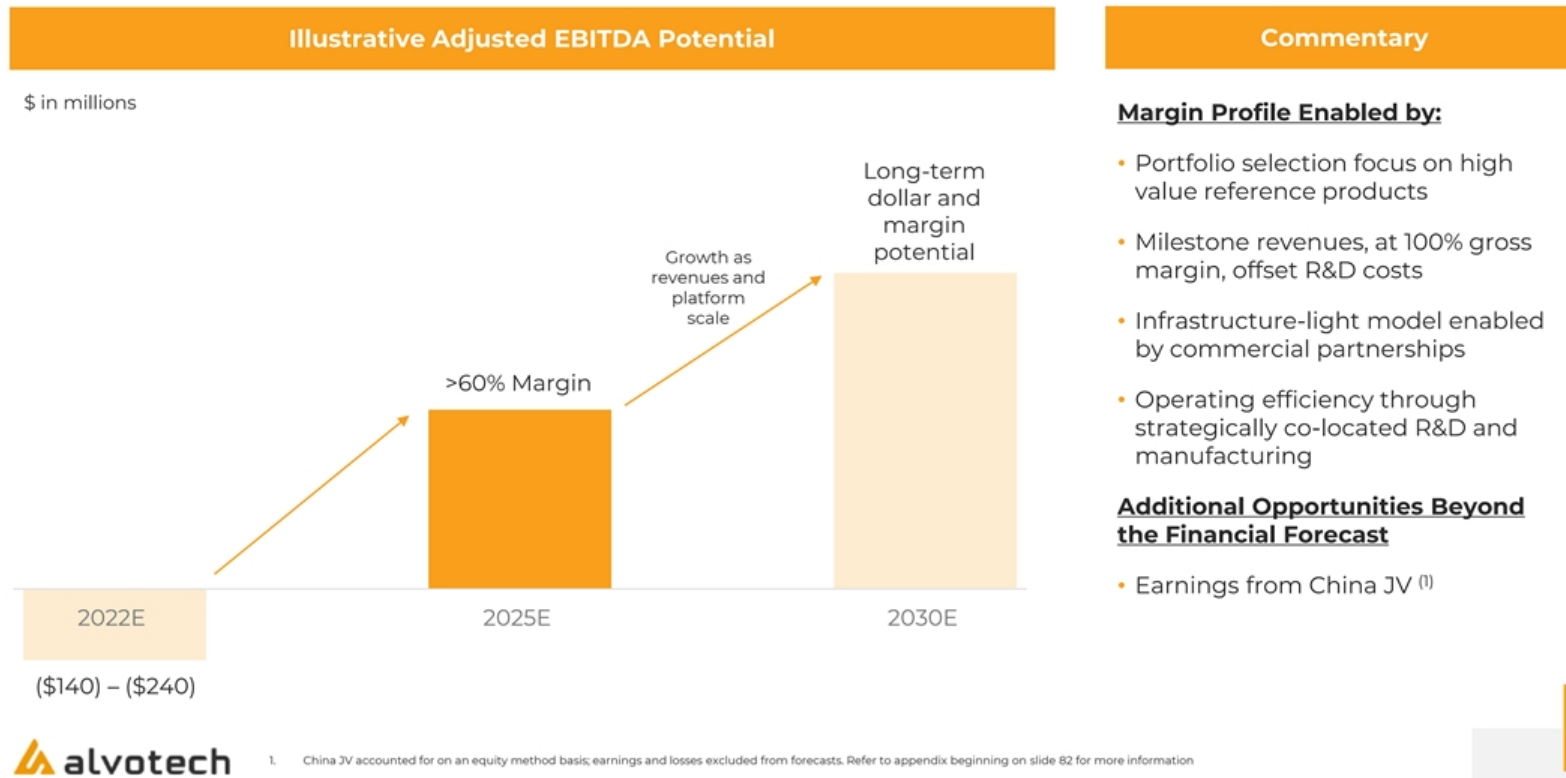 Illustrative Adjusted EBITDA Potential
$ in millions
Long-term
dollar and
margin
potential
Growth as
revenues and
platform
scale
>60% Margin
2022E
2025E
2030E
($140) – ($240)
Commentary
Margin Profile Enabled by:
• Portfolio selection focus on high
value reference products
• Milestone revenues, at 100% gross
margin, offset R&D costs
• Infrastructure-light model enabled
by commercial partnerships
• Operating efficiency through
strategically co-located R&D and
manufacturing
Additional Opportunities Beyond
the Financial Forecast
• Earnings from China JV (1)
alvotech
1. China JV accounted for on an equity method basis; earnings and losses excluded from forecasts. Refer to appendix beginning on slide 82 for more information